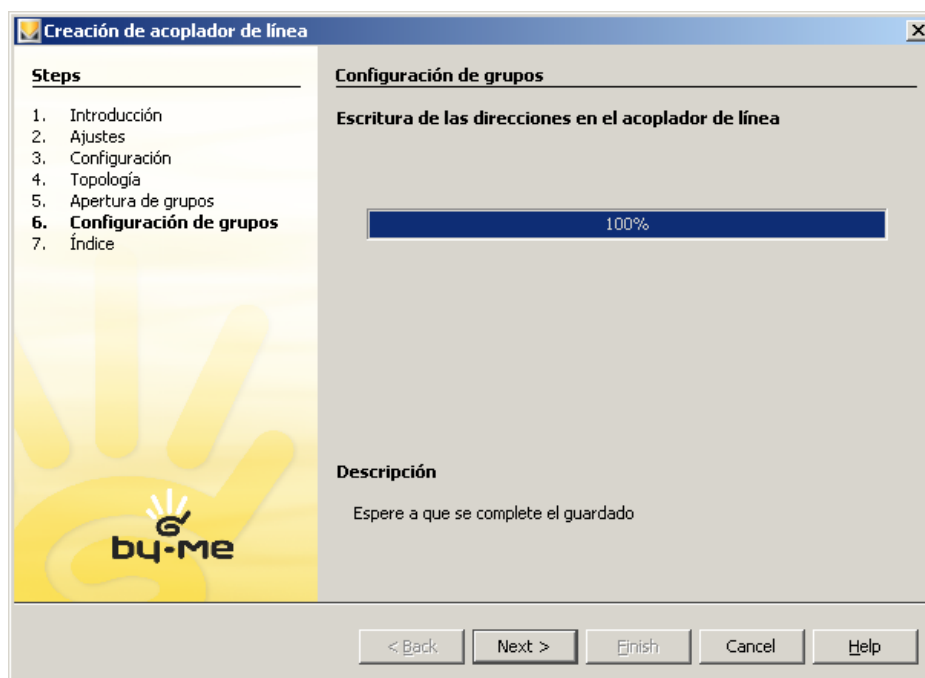 Creación de acoplador de línea
Steps
1. Introducción
2. Ajustes
3. Configuración
4. Topología
5. Apertura de grupos
6. Configuración de grupos
7. Índice
by-me
Configuración de grupos
Escritura de las direcciones en el acoplador de línea
100%
Descripción
Espere a que se complete el guardado
< Back
Next >
Finish
Cancel
Help